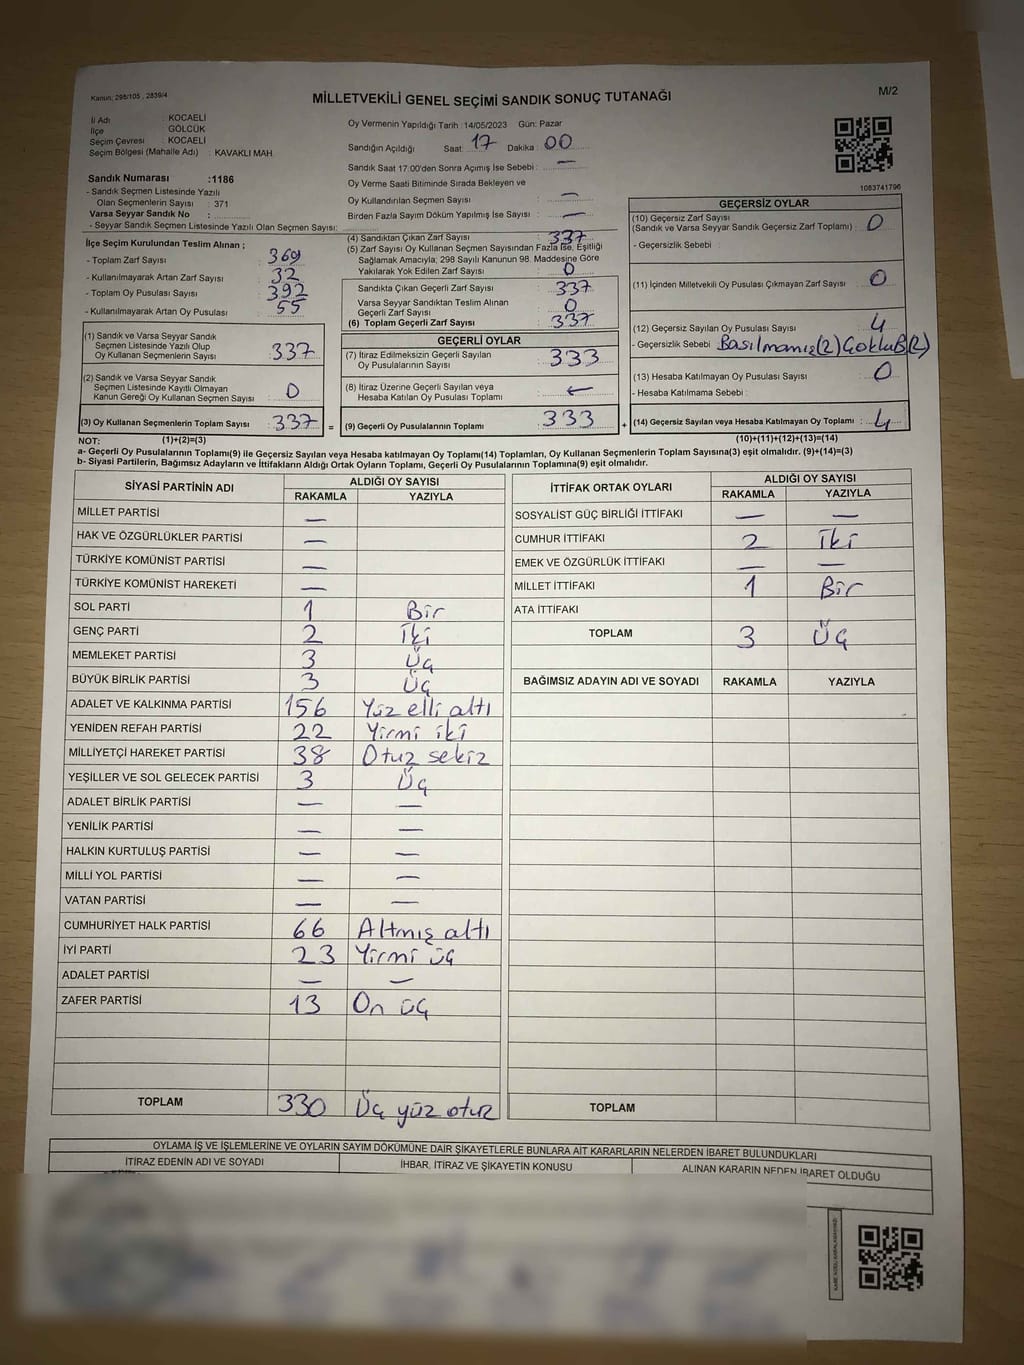 Kanun; 298/105 , 2839/4
MİLLETVEKİLİ GENEL SEÇİMİ SANDIK SONUÇ TUTANAĞI
M/2
İl Adı : KOCAELİ
İlçe : GÖLCÜK
Seçim Çevresi : KOCAELİ
Seçim Bölgesi (Mahalle Adı) : KAVAKLI MAH.
Sandık Numarası :1186
- Sandık Seçmen Listesinde Yazılı
Olan Seçmenlerin Sayısı : 371
Varsa Seyyar Sandık No :
- Seyyar Sandık Seçmen Listesinde Yazılı Olan Seçmen Sayısı:
Oy Vermenin Yapıldığı Tarih :14/05/2023 Gün: Pazar
Sandığın Açıldığı Saat: 17 Dakika: 00
Sandık Saat 17:00'den Sonra Açımış İse Sebebi : —
Oy Verme Saati Bitiminde Sırada Bekleyen ve
Oy Kullandırılan Seçmen Sayısı : —
Birden Fazla Sayım Döküm Yapılmış İse Sayısı : —
1083741796
İlçe Seçim Kurulundan Teslim Alınan ;
- Toplam Zarf Sayısı : 369
- Kullanılmayarak Artan Zarf Sayısı : 32
- Toplam Oy Pusulası Sayısı : 392
- Kullanılmayarak Artan Oy Pusulası : 55
(4) Sandıktan Çıkan Zarf Sayısı : 337
(5) Zarf Sayısı Oy Kullanan Seçmen Sayısından Fazla İse, Eşitliği
Sağlamak Amacıyla; 298 Sayılı Kanunun 98. Maddesine Göre
Yakılarak Yok Edilen Zarf Sayısı : 0
Sandıkta Çıkan Geçerli Zarf Sayısı : 337
Varsa Seyyar Sandıktan Teslim Alınan
Geçerli Zarf Sayısı : 0
(6) Toplam Geçerli Zarf Sayısı : 337
GEÇERSİZ OYLAR
(10) Geçersiz Zarf Sayısı
(Sandık ve Varsa Seyyar Sandık Geçersiz Zarf Toplamı) : 0
- Geçersizlik Sebebi :
(11) İçinden Milletvekili Oy Pusulası Çıkmayan Zarf Sayısı : 0
(12) Geçersiz Sayılan Oy Pusulası Sayısı : 4
- Geçersizlik Sebebi : Basılmamış(2)
(13) Hesaba Katılmayan Oy Pusulası Sayısı : 0
- Hesaba Katılmama Sebebi :
(14) Geçersiz Sayılan veya Hesaba Katılmayan Oy Toplamı : 4
(1) Sandık ve Varsa Seyyar Sandık
Seçmen Listesinde Yazılı Olup
Oy Kullanan Seçmenlerin Sayısı : 337
(2) Sandık ve Varsa Seyyar Sandık
Seçmen Listesinde Kayıtlı Olmayan
Kanun Gereği Oy Kullanan Seçmen Sayısı : 0
(3) Oy Kullanan Seçmenlerin Toplam Sayısı : 337 =
GEÇERLİ OYLAR
(7) İtiraz Edilmeksizin Geçerli Sayılan
Oy Pusulalarının Sayısı : 333
(8) İtiraz Üzerine Geçerli Sayılan veya
Hesaba Katılan Oy Pusulası Toplamı :
(9) Geçerli Oy Pusulalarının Toplamı : 333 +
NOT: (1)+(2)=(3) (10)+(11)+(12)+(13)=(14)
a- Geçerli Oy Pusulalarının Toplamı(9) ile Geçersiz Sayılan veya Hesaba katılmayan Oy Toplamı(14) Toplamları, Oy Kullanan Seçmenlerin Toplam Sayısına(3) eşit olmalıdır. (9)+(14)=(3)
b- Siyasi Partilerin, Bağımsız Adayların ve İttifakların Aldığı Ortak Oyların Toplamı, Geçerli Oy Pusulalarının Toplamına(9) eşit olmalıdır.
SİYASİ PARTİNİN ADI ALDIĞI OY SAYISI
RAKAMLA YAZIYLA
MİLLET PARTİSİ —
HAK VE ÖZGÜRLÜKLER PARTİSİ —
TÜRKİYE KOMÜNİST PARTİSİ —
TÜRKİYE KOMÜNİST HAREKETİ —
SOL PARTİ 1 Bir
GENÇ PARTİ 2 İki
MEMLEKET PARTİSİ 3 Üç
BÜYÜK BİRLİK PARTİSİ 3 Üç
ADALET VE KALKINMA PARTİSİ 156 Yüz elli altı
YENİDEN REFAH PARTİSİ 22 Yirmi iki
MİLLİYETÇİ HAREKET PARTİSİ 38 Otuz sekiz
YEŞİLLER VE SOL GELECEK PARTİSİ 3 Üç
ADALET BİRLİK PARTİSİ — —
YENİLİK PARTİSİ — —
HALKIN KURTULUŞ PARTİSİ — —
MİLLİ YOL PARTİSİ — —
VATAN PARTİSİ — —
CUMHURİYET HALK PARTİSİ 66 Altmış altı
İYİ PARTİ 23 Yirmi üç
ADALET PARTİSİ — —
ZAFER PARTİSİ 13 On üç
TOPLAM 330 Üç yüz otuz
İTTİFAK ORTAK OYLARI ALDIĞI OY SAYISI
RAKAMLA YAZIYLA
SOSYALİST GÜÇ BİRLİĞİ İTTİFAKI — —
CUMHUR İTTİFAKI 2 İki
EMEK VE ÖZGÜRLÜK İTTİFAKI — —
MİLLET İTTİFAKI 1 Bir
ATA İTTİFAKI
TOPLAM 3 Üç
BAĞIMSIZ ADAYIN ADI VE SOYADI RAKAMLA YAZIYLA
TOPLAM
OYLAMA İŞ VE İŞLEMLERİNE VE OYLARIN SAYIM DÖKÜMÜNE DAİR ŞİKAYETLERLE BUNLARA AİT KARARLARIN NELERDEN İBARET BULUNDUKLARI
İTİRAZ EDENİN ADI VE SOYADI İHBAR, İTİRAZ VE ŞİKAYETİN KONUSU ALINAN KARARIN NEDEN İBARET OLDUĞU